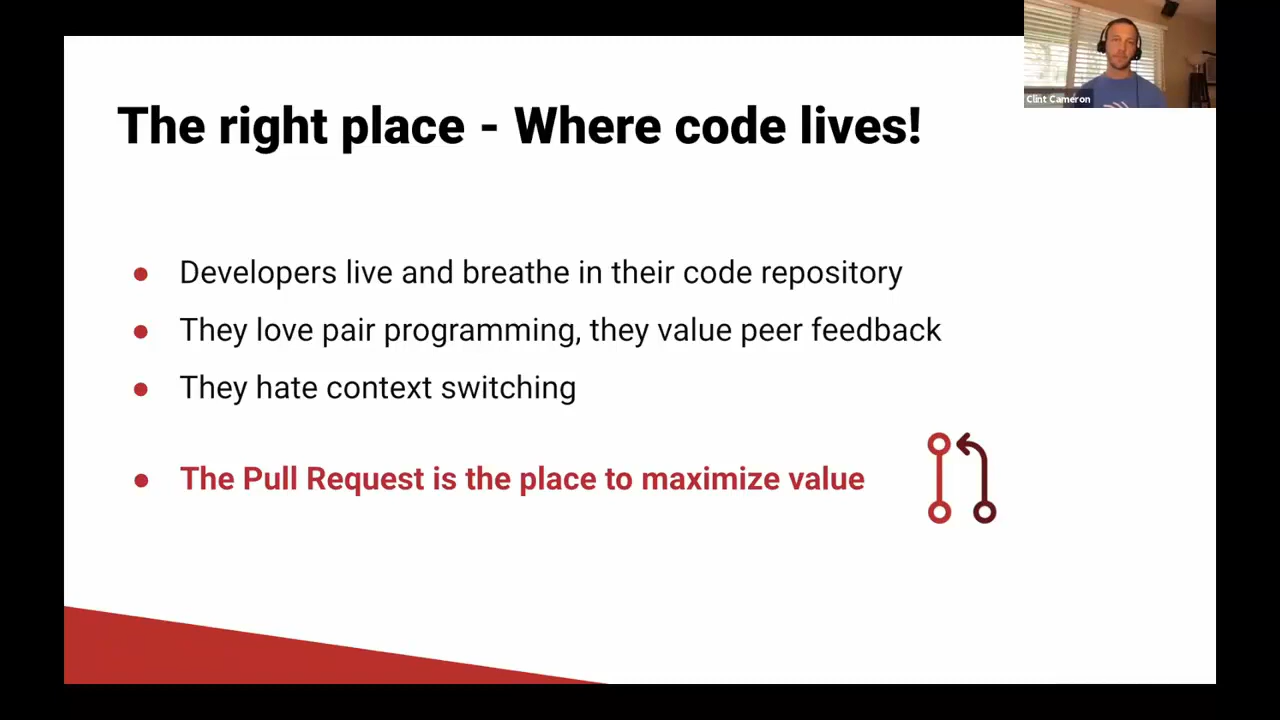 Clint Cameron
The right place - Where code lives!
Developers live and breathe in their code repository
They love pair programming, they value peer feedback
They hate context switching
The Pull Request is the place to maximize value